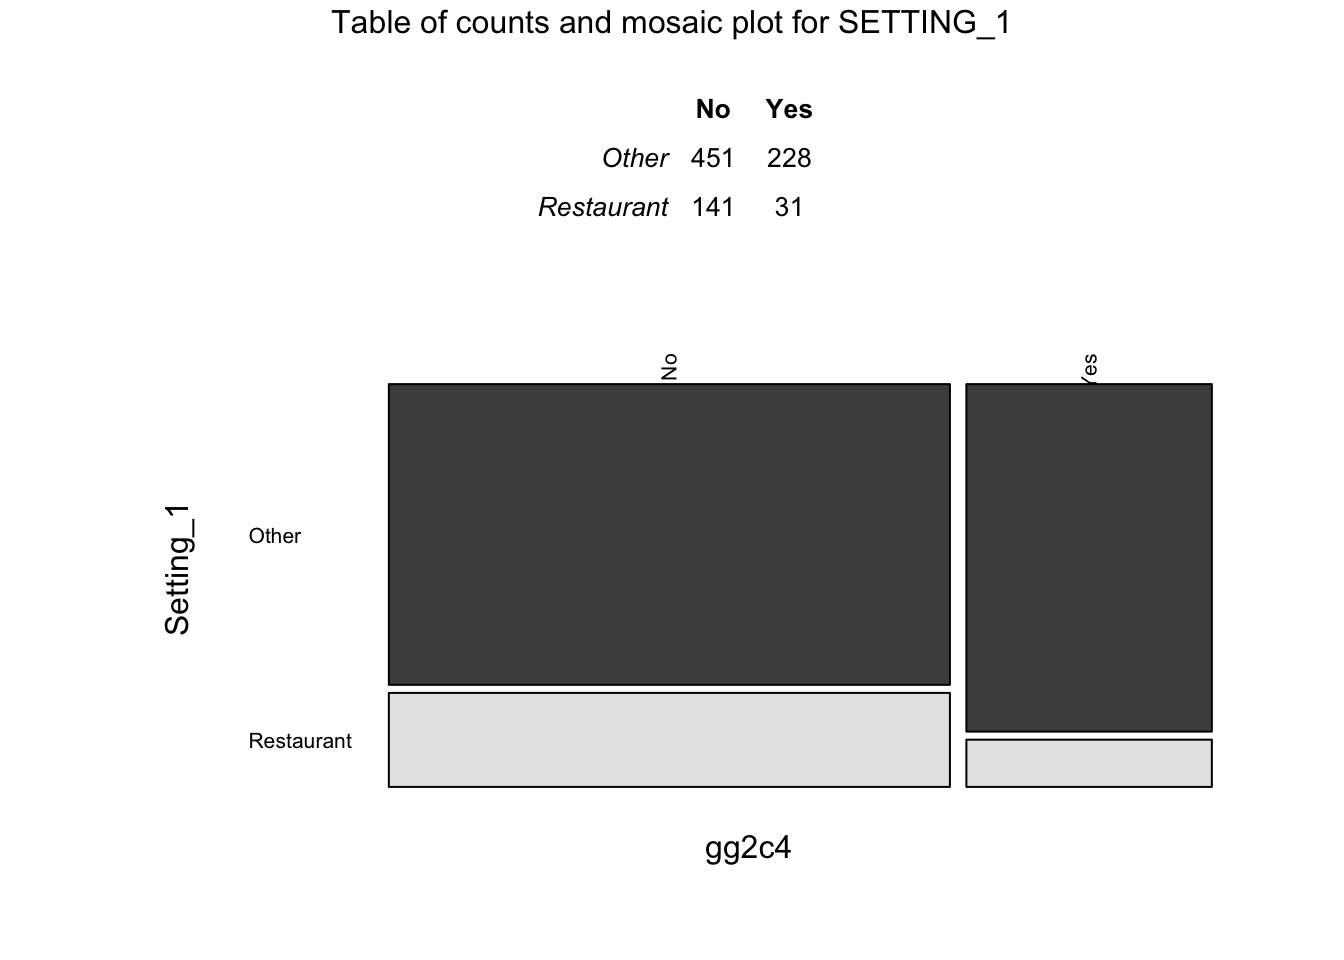 Table of counts and mosaic plot for SETTING_1
No Yes
Other 451 228
Restaurant 141 31
No Yes
Setting_1
Other
Restaurant
gg2c4